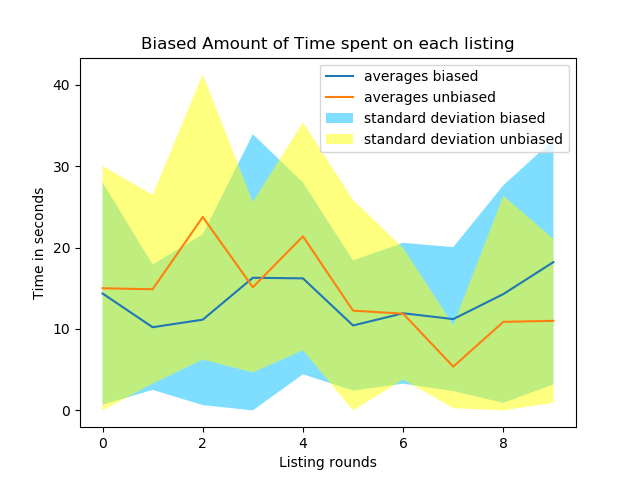 Biased Amount of Time spent on each listing
averages biased
averages unbiased
standard deviation biased
standard deviation unbiased
40
30
20
10
0
Time in seconds
0 2 4 6 8
Listing rounds